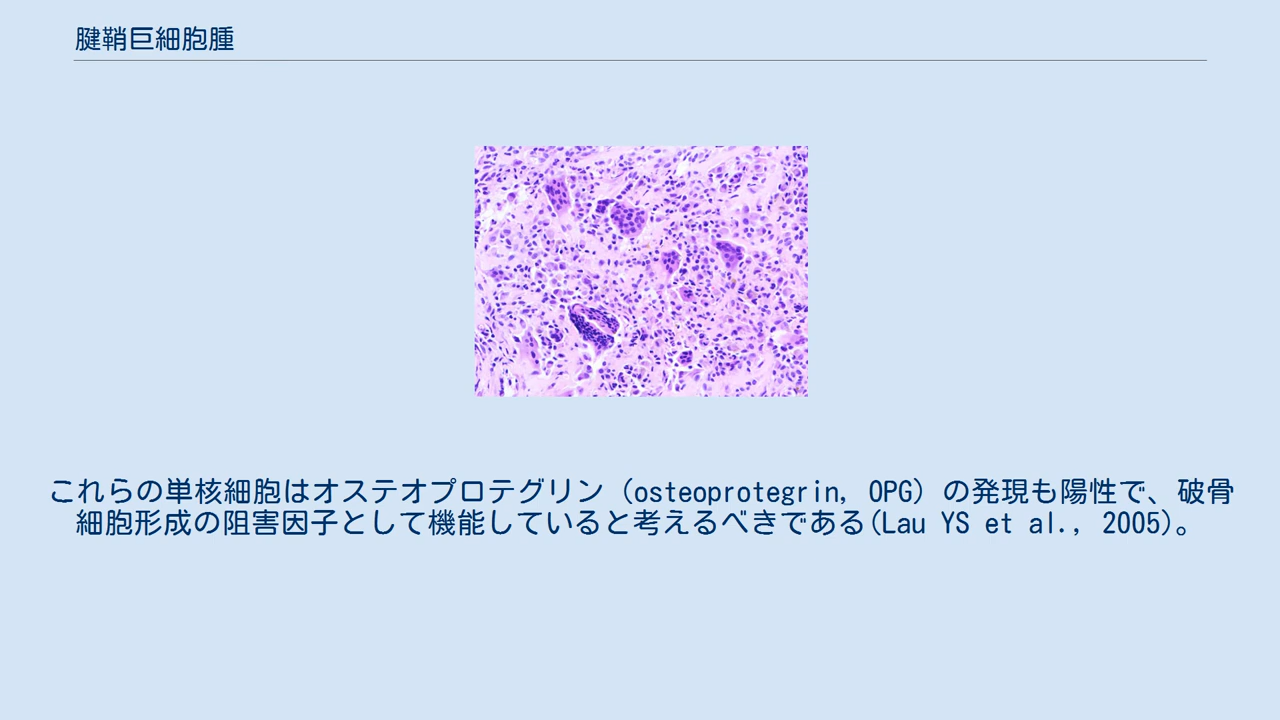 腱鞘巨細胞腫
これらの単核細胞はオステオプロテグリン（osteoprotegrin, OPG）の発現も陽性で、破骨
細胞形成の阻害因子として機能していると考えるべきである(Lau YS et al., 2005)。